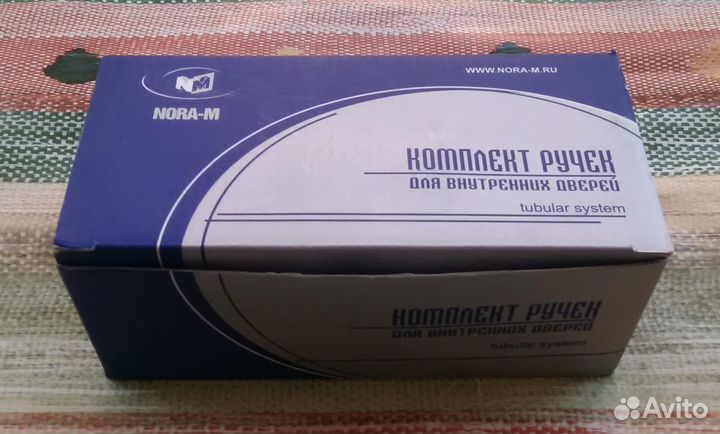 WWW.NORA-M.RU
NM
NORA-M
КОМПЛЕКТ РУЧЕК
ДЛЯ ВНУТРЕННИХ ДВЕРЕЙ
tubular system
КОМПЛЕКТ РУЧЕК
ДЛЯ ВНУТРЕННИХ ДВЕРЕЙ
tubular system
Avito